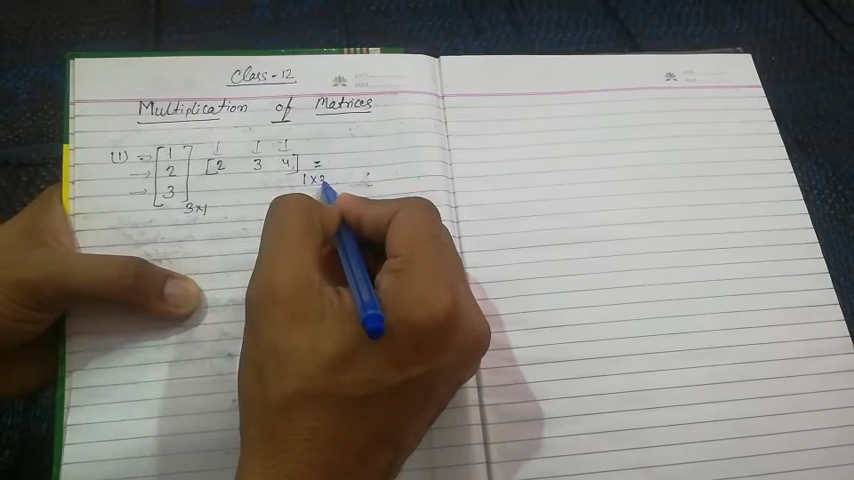 Class-12
Multiplication of Matrices
(1) → [1 [2 3 4] =
→ 2
→ 3] 3×1 1×3